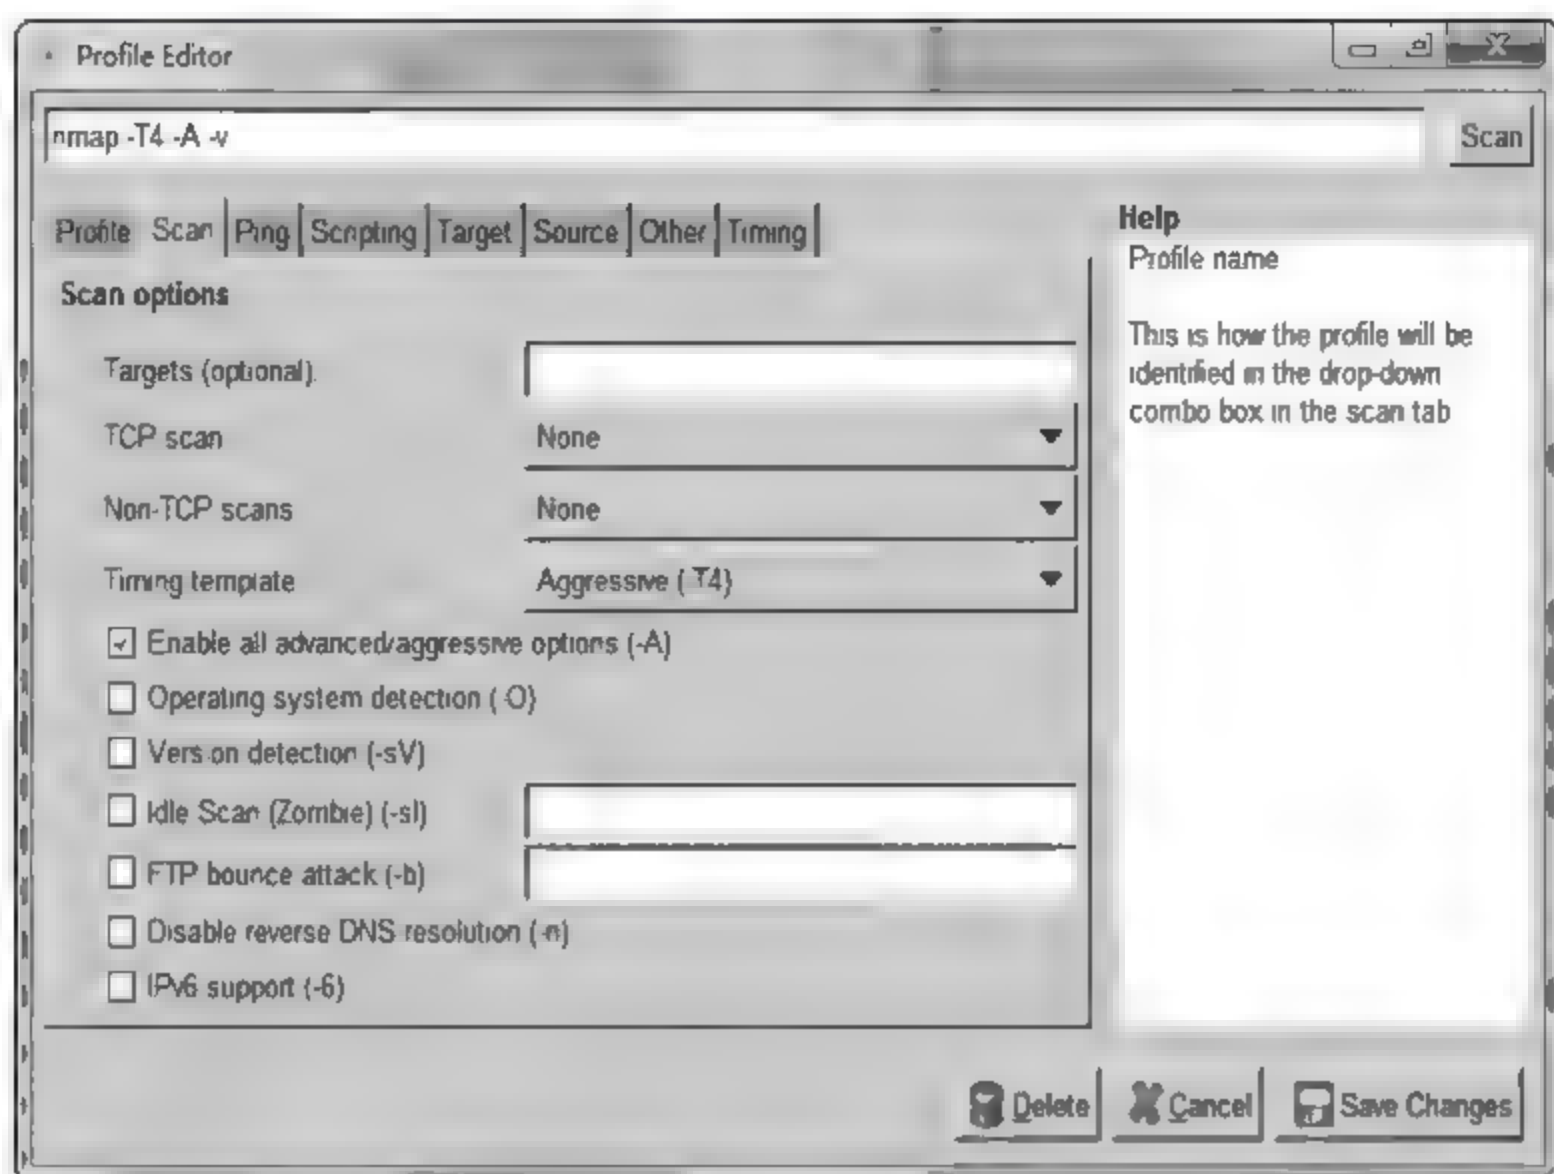 Profile Editor
nmap -T4 -A -v
Scan
Profile Scan Ping Scripting Target Source Other Timing
Scan options
Targets (optional)
TCP scan
None
Non-TCP scans
None
Timing template
Aggressive (-T4)
Enable all advanced/aggressive options (-A)
Operating system detection (-O)
Version detection (-sV)
Idle Scan (Zombie) (-sI)
FTP bounce attack (-b)
Disable reverse DNS resolution (-n)
IPv6 support (-6)
Help
Profile name
This is how the profile will be
identified in the drop-down
combo box in the scan tab
Delete
Cancel
Save Changes